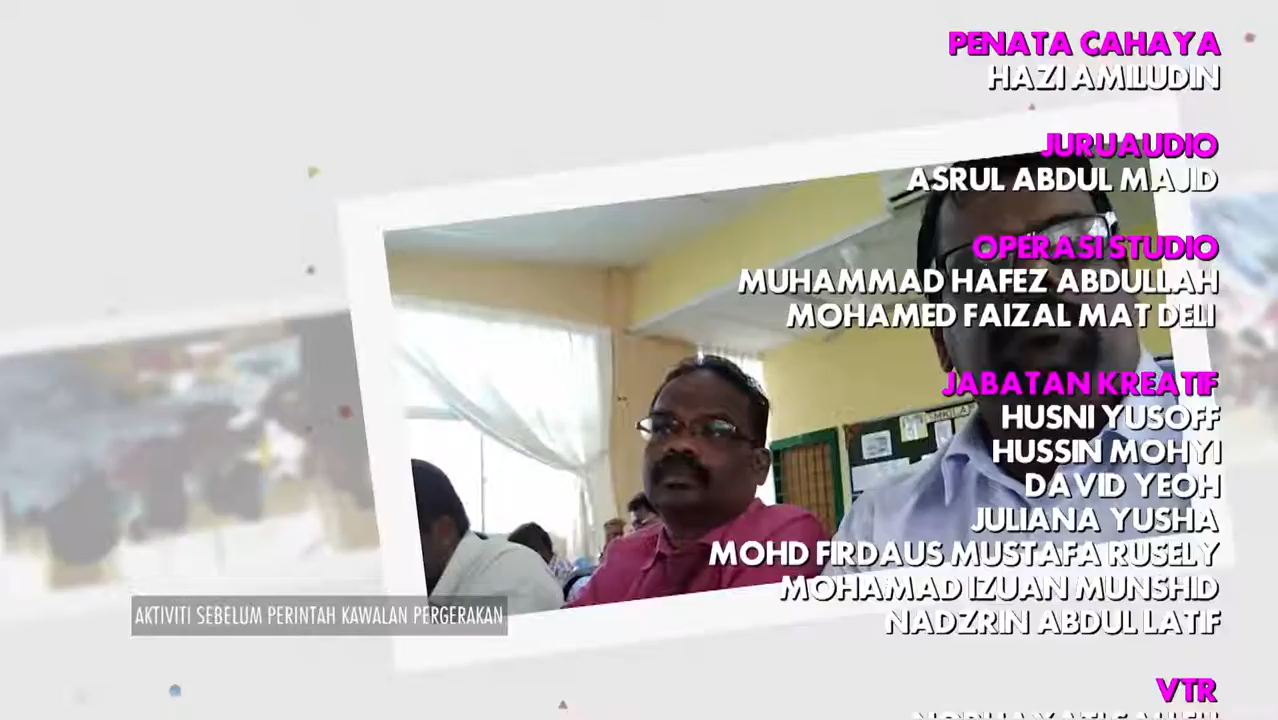 PENATA CAHAYA
HAZI AMILUDIN
JURUAUDIO
ASRUL ABDUL MAJID
OPERASI STUDIO
MUHAMMAD HAFEZ ABDULLAH
MOHAMED FAIZAL MAT DELI
JABATAN KREATIF
HUSNI YUSOFF
HUSSIN MOHYI
DAVID YEOH
JULIANA YUSHA
MOHD FIRDAUS MUSTAFA RUSELY
MOHAMAD IZUAN MUNSHID
NADZRIN ABDUL LATIF
AKTIVITI SEBELUM PERINTAH KAWALAN PERGERAKAN
VTR